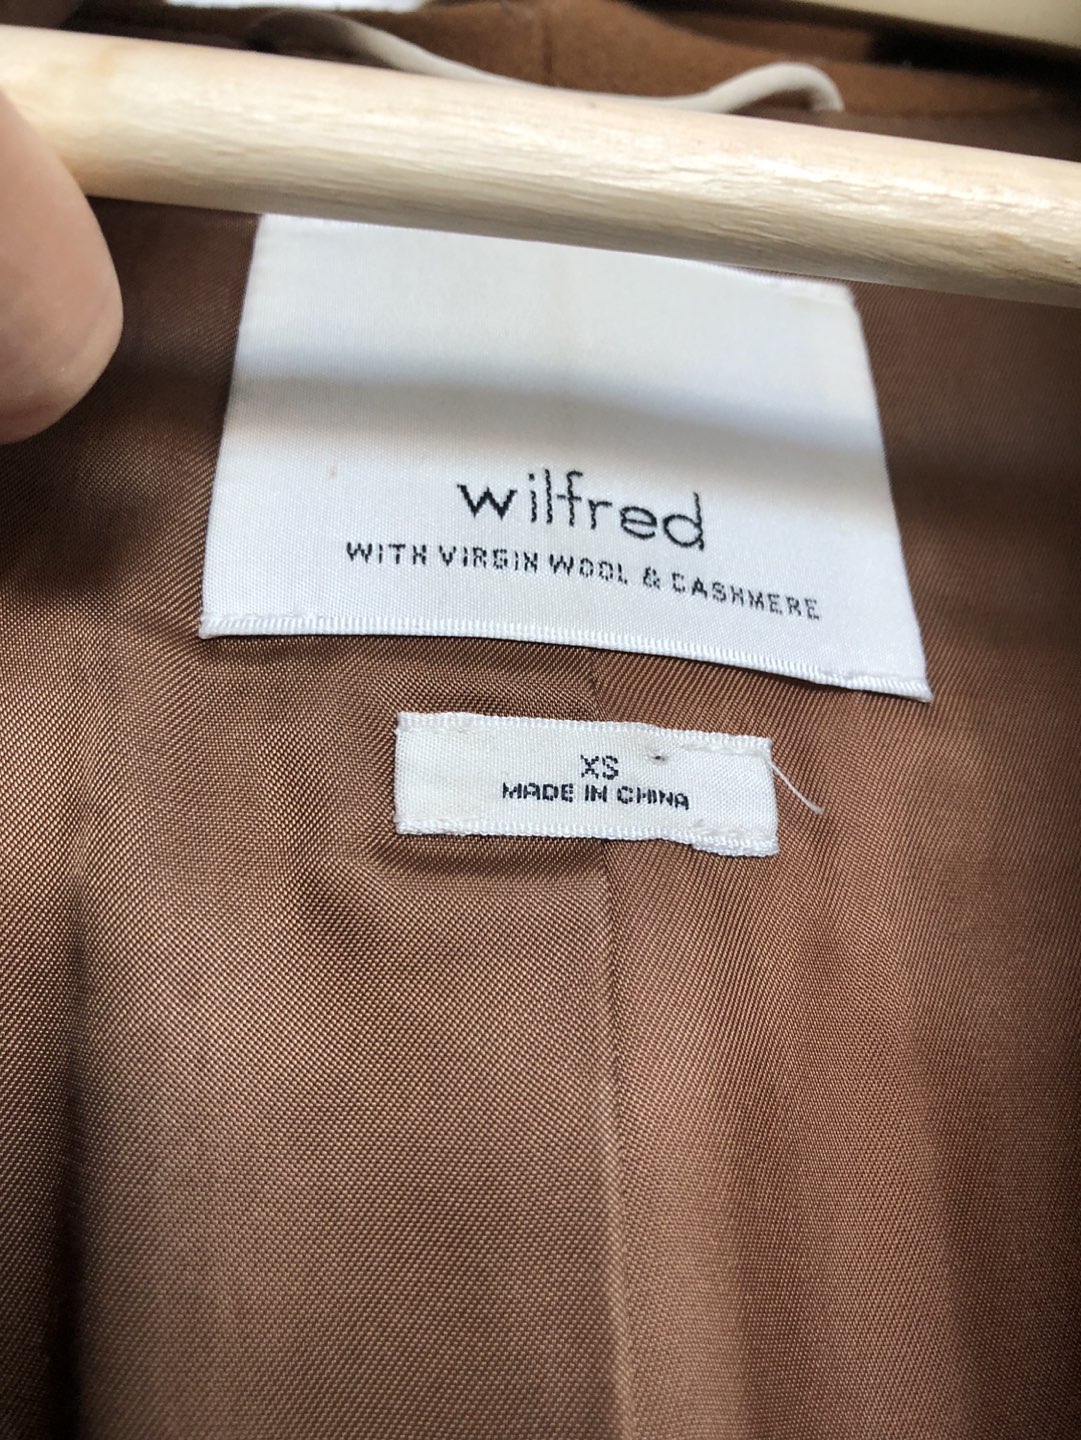 wilfred
WITH VIRGIN WOOL & CASHMERE
XS
MADE IN CHINA